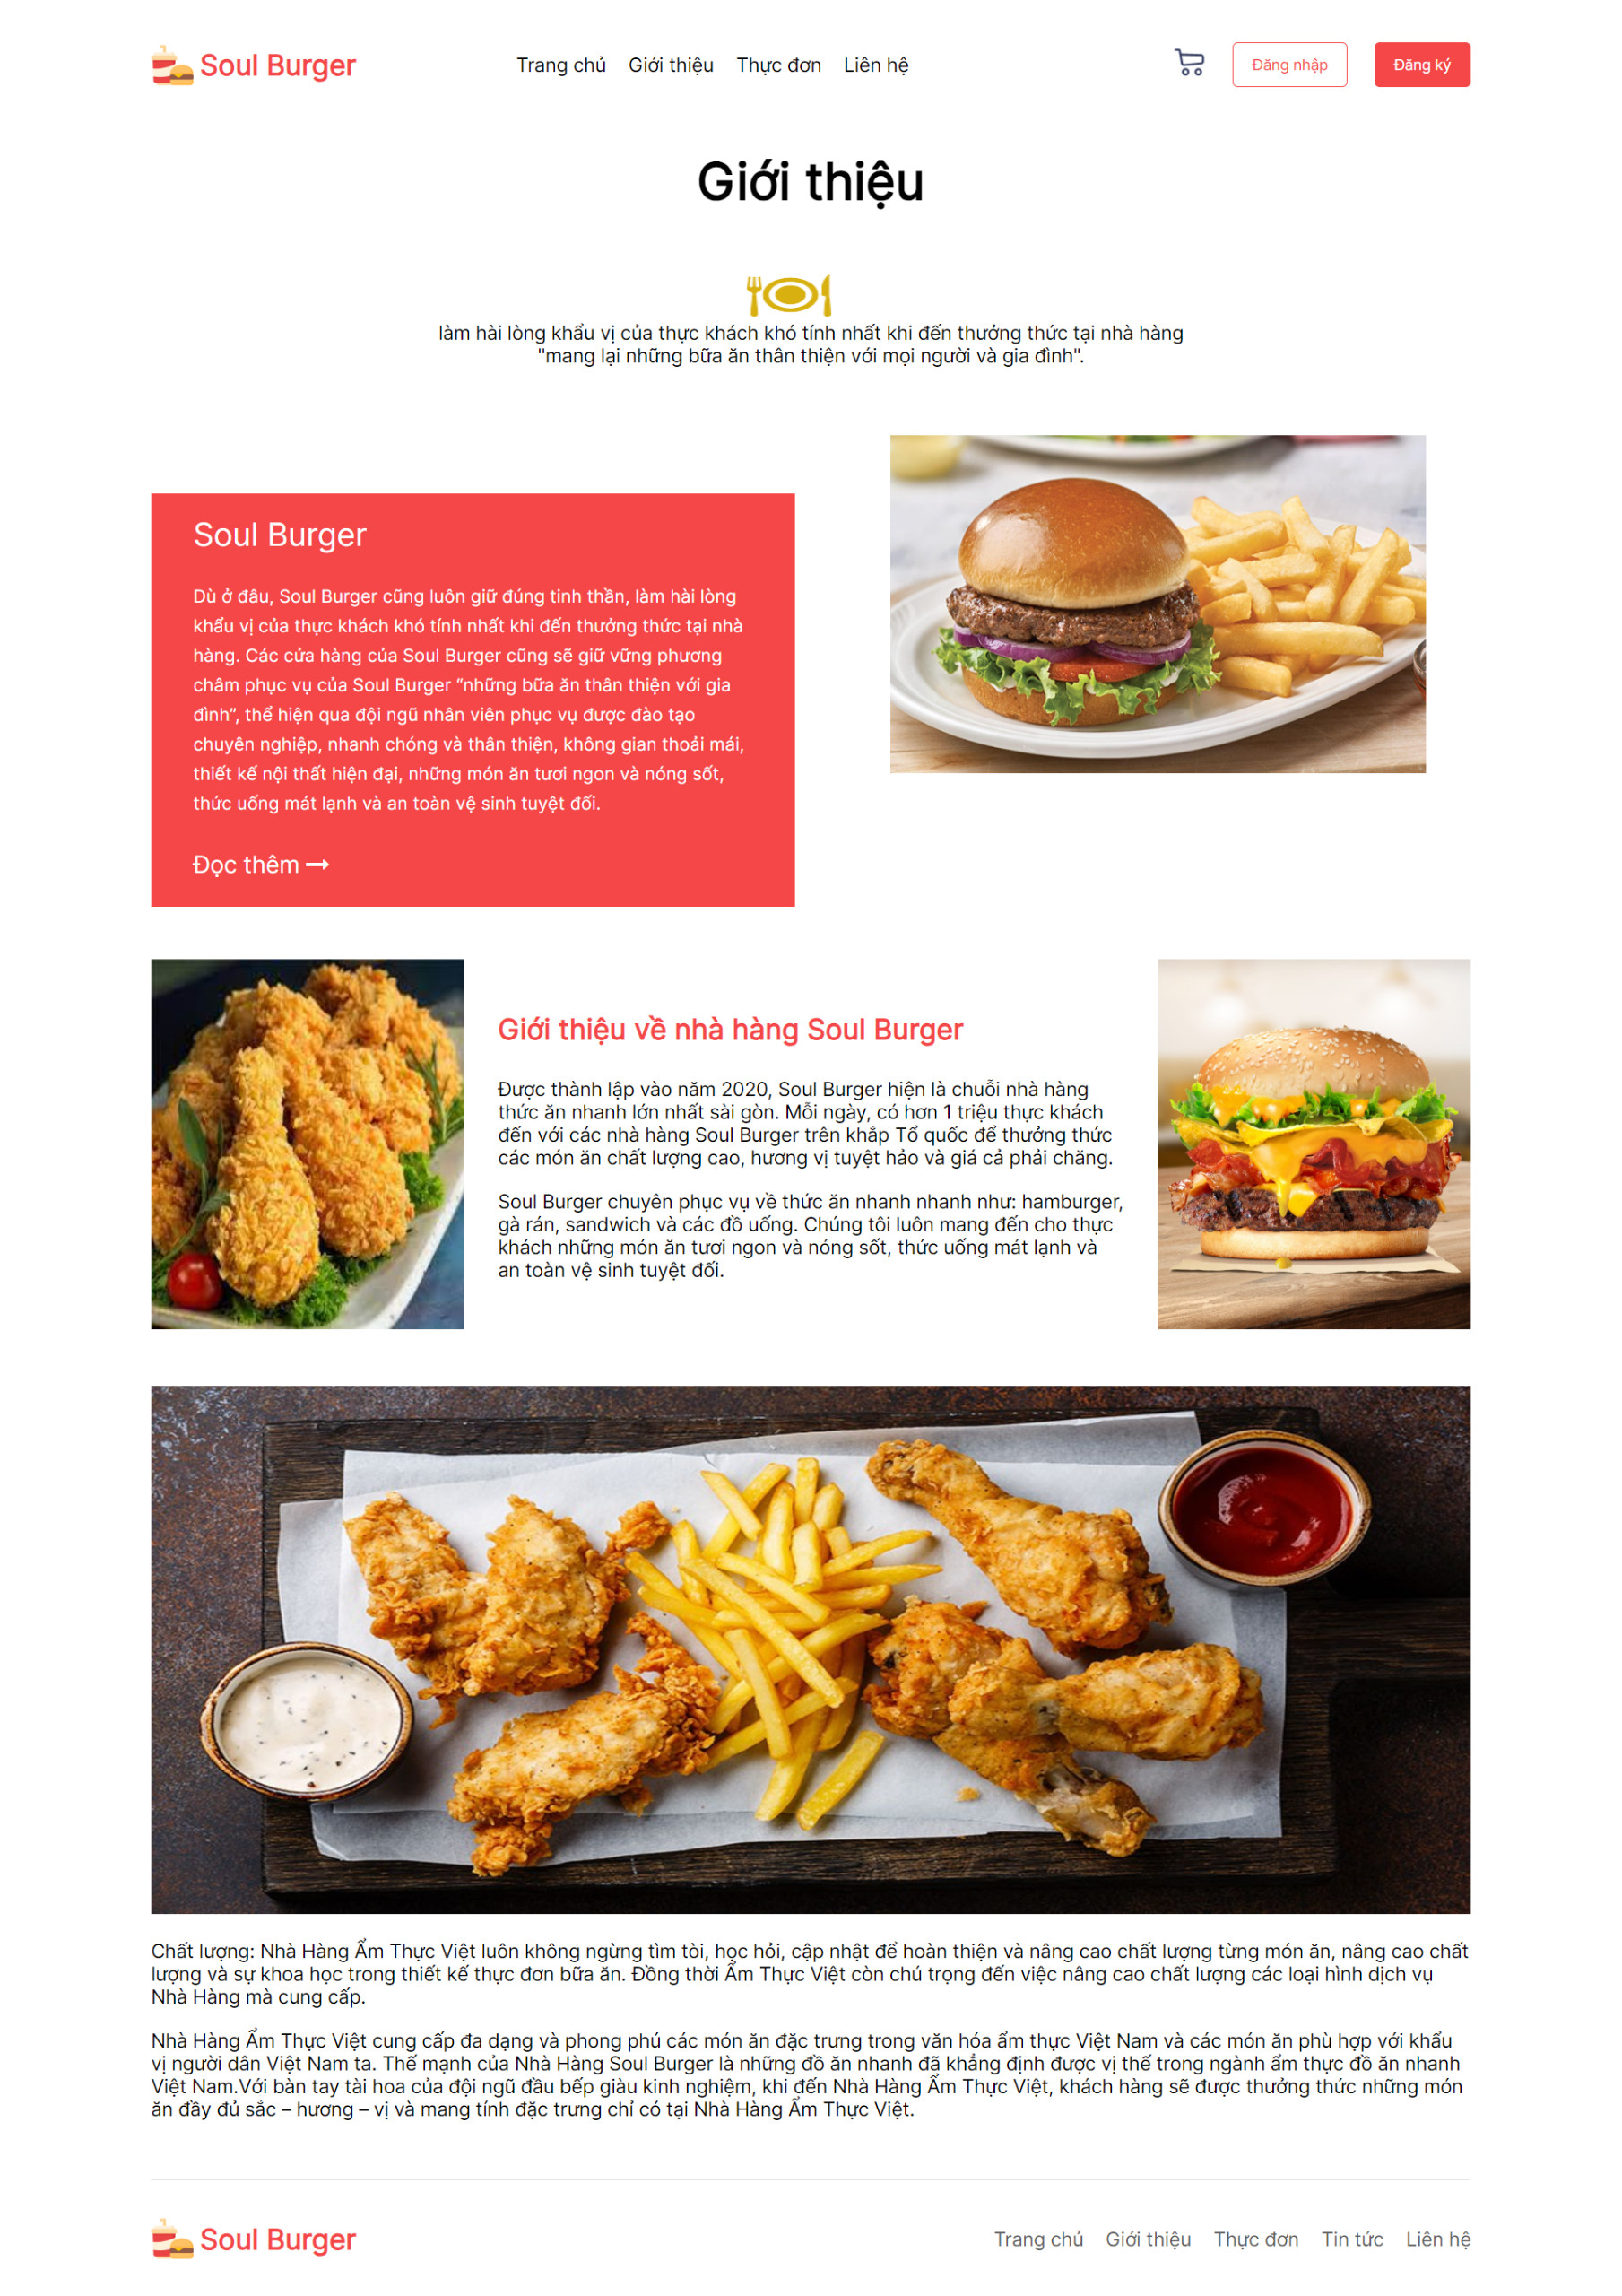 Soul Burger
Trang chủ Giới thiệu Thực đơn Liên hệ
Đăng nhập
Đăng ký
Giới thiệu
làm hài lòng khẩu vị của thực khách khó tính nhất khi đến thưởng thức tại nhà hàng
"mang lại những bữa ăn thân thiện với mọi người và gia đình".
Soul Burger
Dù ở đâu, Soul Burger cũng luôn giữ đúng tinh thần, làm hài lòng
khẩu vị của thực khách khó tính nhất khi đến thưởng thức tại nhà
hàng. Các cửa hàng của Soul Burger cũng sẽ giữ vững phương
châm phục vụ của Soul Burger “những bữa ăn thân thiện với gia
đình”, thể hiện qua đội ngũ nhân viên phục vụ được đào tạo
chuyên nghiệp, nhanh chóng và thân thiện, không gian thoải mái,
thiết kế nội thất hiện đại, những món ăn tươi ngon và nóng sốt,
thức uống mát lạnh và an toàn vệ sinh tuyệt đối.
Đọc thêm
Giới thiệu về nhà hàng Soul Burger
Được thành lập vào năm 2020, Soul Burger hiện là chuỗi nhà hàng
thức ăn nhanh lớn nhất sài gòn. Mỗi ngày, có hơn 1 triệu thực khách
đến với các nhà hàng Soul Burger trên khắp Tổ quốc để thưởng thức
các món ăn chất lượng cao, hương vị tuyệt hảo và giá cả phải chăng.
Soul Burger chuyên phục vụ về thức ăn nhanh nhanh như: hamburger,
gà rán, sandwich và các đồ uống. Chúng tôi luôn mang đến cho thực
khách những món ăn tươi ngon và nóng sốt, thức uống mát lạnh và
an toàn vệ sinh tuyệt đối.
Chất lượng: Nhà Hàng Ẩm Thực Việt luôn không ngừng tìm tòi, học hỏi, cập nhật để hoàn thiện và nâng cao chất lượng từng món ăn, nâng cao chất
lượng và sự khoa học trong thiết kế thực đơn bữa ăn. Đồng thời Ẩm Thực Việt còn chú trọng đến việc nâng cao chất lượng các loại hình dịch vụ
Nhà Hàng mà cung cấp.
Nhà Hàng Ẩm Thực Việt cung cấp đa dạng và phong phú các món ăn đặc trưng trong văn hóa ẩm thực Việt Nam và các món ăn phù hợp với khẩu
vị người dân Việt Nam ta. Thế mạnh của Nhà Hàng Soul Burger là những đồ ăn nhanh đã khẳng định được vị thế trong ngành ẩm thực đồ ăn nhanh
Việt Nam.Với bàn tay tài hoa của đội ngũ đầu bếp giàu kinh nghiệm, khi đến Nhà Hàng Ẩm Thực Việt, khách hàng sẽ được thưởng thức những món
ăn đầy đủ sắc – hương – vị và mang tính đặc trưng chỉ có tại Nhà Hàng Ẩm Thực Việt.
Soul Burger
Trang chủ Giới thiệu Thực đơn Tin tức Liên hệ